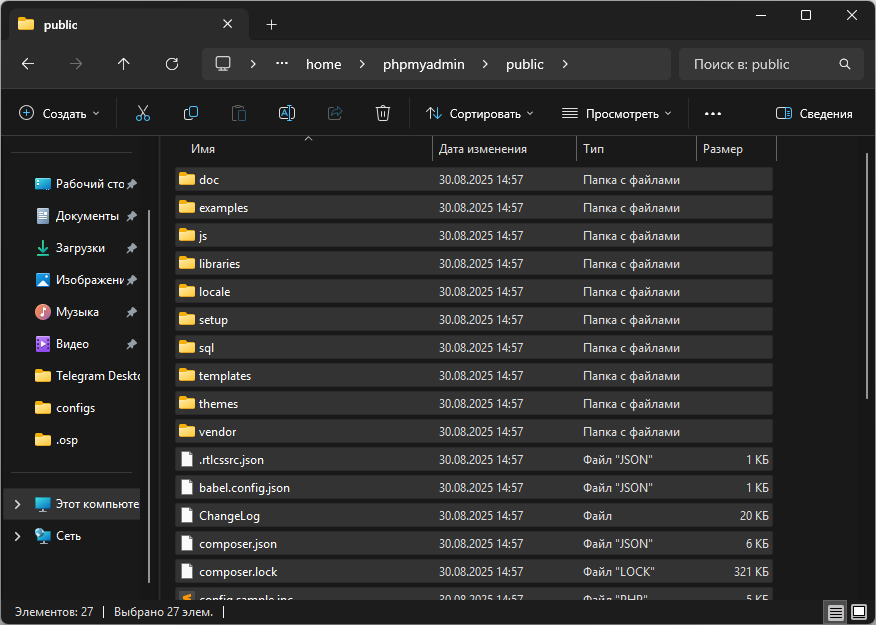 public
home phpmyadmin public Поиск в: public
Создать Сортировать Просмотреть Сведения
Имя Дата изменения Тип Размер
Рабочий сто
Документы
Загрузки
Изображени
Музыка
Видео
Telegram Deskto
configs
.osp
Этот компьюте
Сеть
doc 30.08.2025 14:57 Папка с файлами
examples 30.08.2025 14:57 Папка с файлами
js 30.08.2025 14:57 Папка с файлами
libraries 30.08.2025 14:57 Папка с файлами
locale 30.08.2025 14:57 Папка с файлами
setup 30.08.2025 14:57 Папка с файлами
sql 30.08.2025 14:57 Папка с файлами
templates 30.08.2025 14:57 Папка с файлами
themes 30.08.2025 14:57 Папка с файлами
vendor 30.08.2025 14:57 Папка с файлами
.rtlcssrc.json 30.08.2025 14:57 Файл "JSON" 1 КБ
babel.config.json 30.08.2025 14:57 Файл "JSON" 1 КБ
ChangeLog 30.08.2025 14:57 Файл 20 КБ
composer.json 30.08.2025 14:57 Файл "JSON" 6 КБ
composer.lock 30.08.2025 14:57 Файл "LOCK" 321 КБ
config.sample.inc 30.08.2025 14:57 Файл "PHP" 5 КБ
Элементов: 27 Выбрано 27 элем.